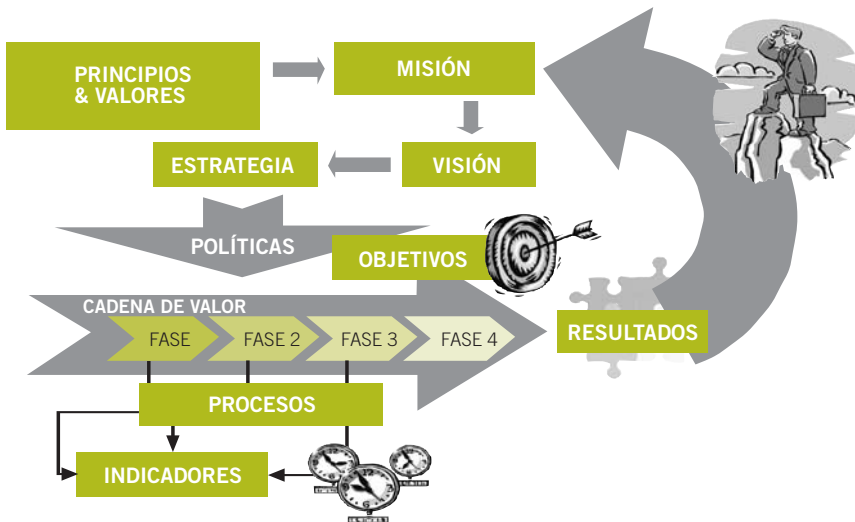 PRINCIPIOS
& VALORES
MISIÓN
ESTRATEGIA
VISIÓN
POLÍTICAS
OBJETIVOS
CADENA DE VALOR
FASE
FASE 2
FASE 3
FASE 4
RESULTADOS
PROCESOS
INDICADORES